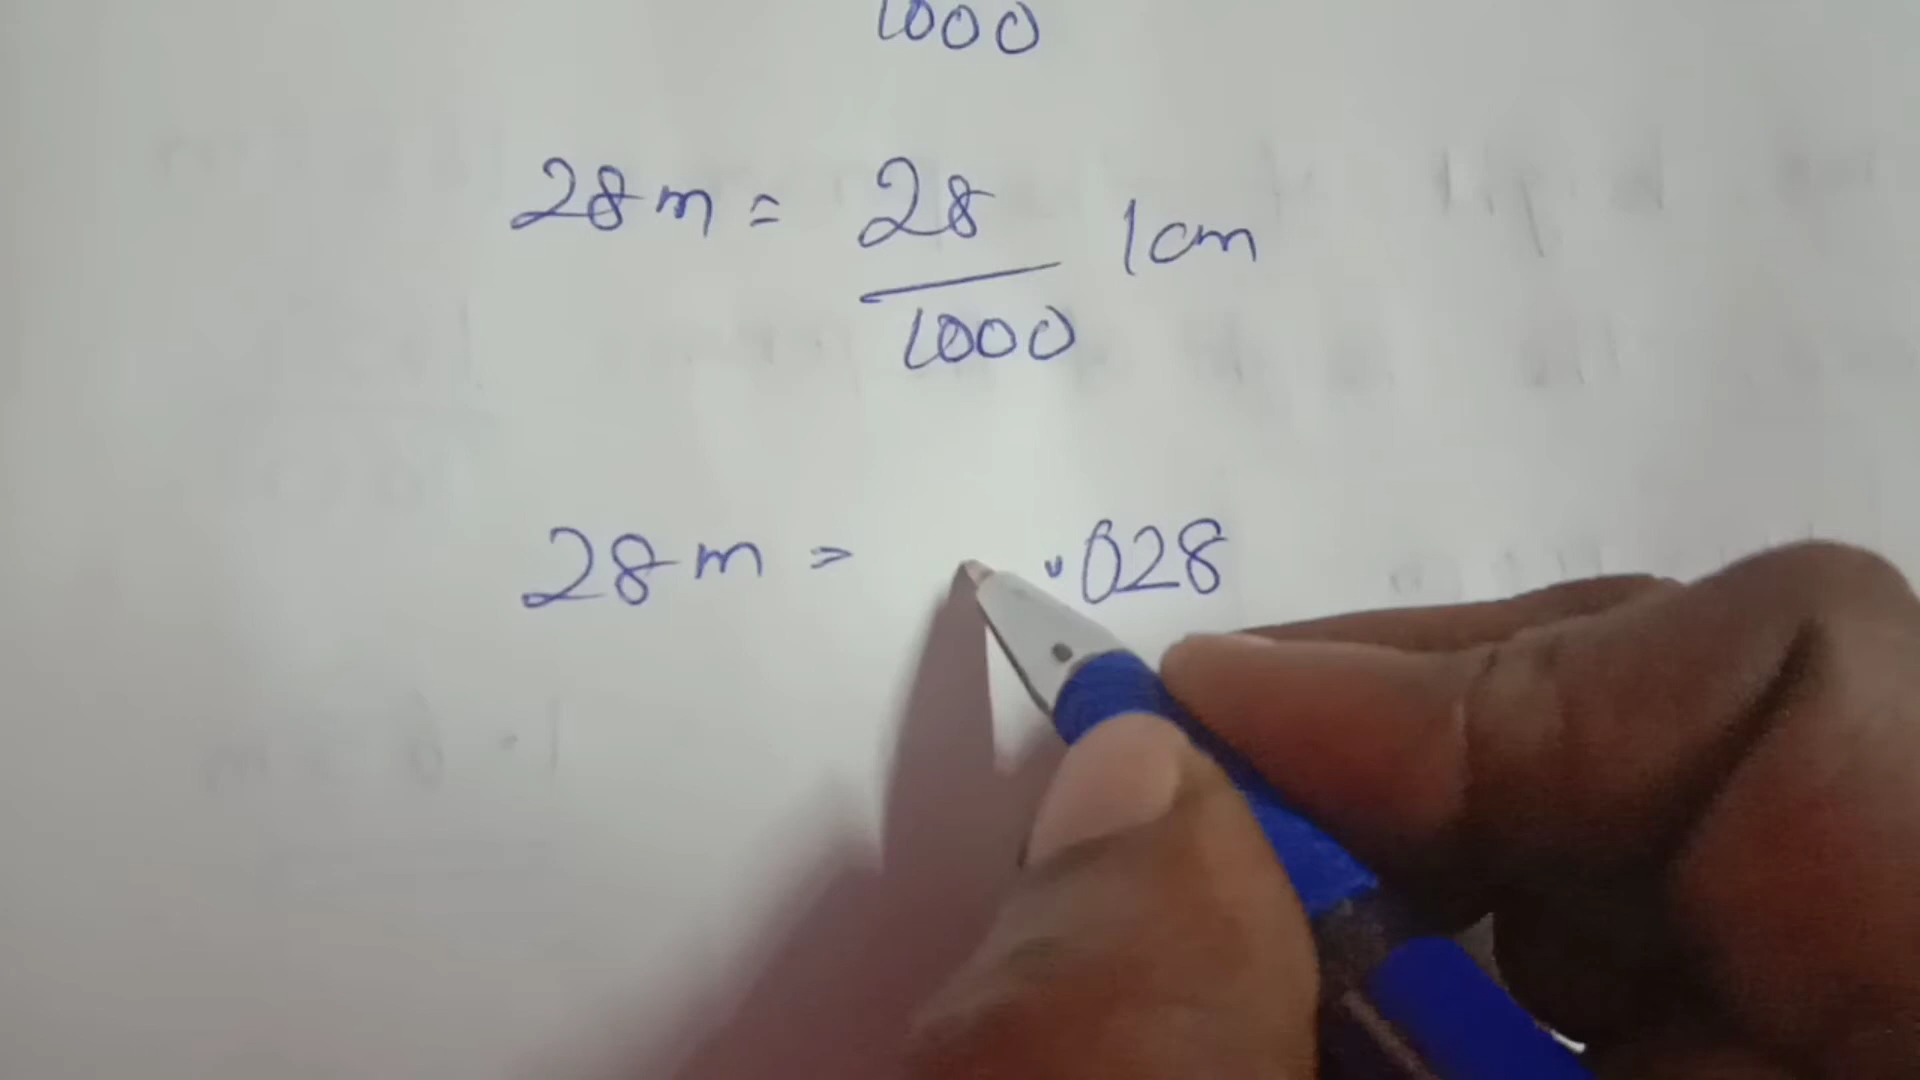 1000
28m = 28/1000 1cm
28m = .028